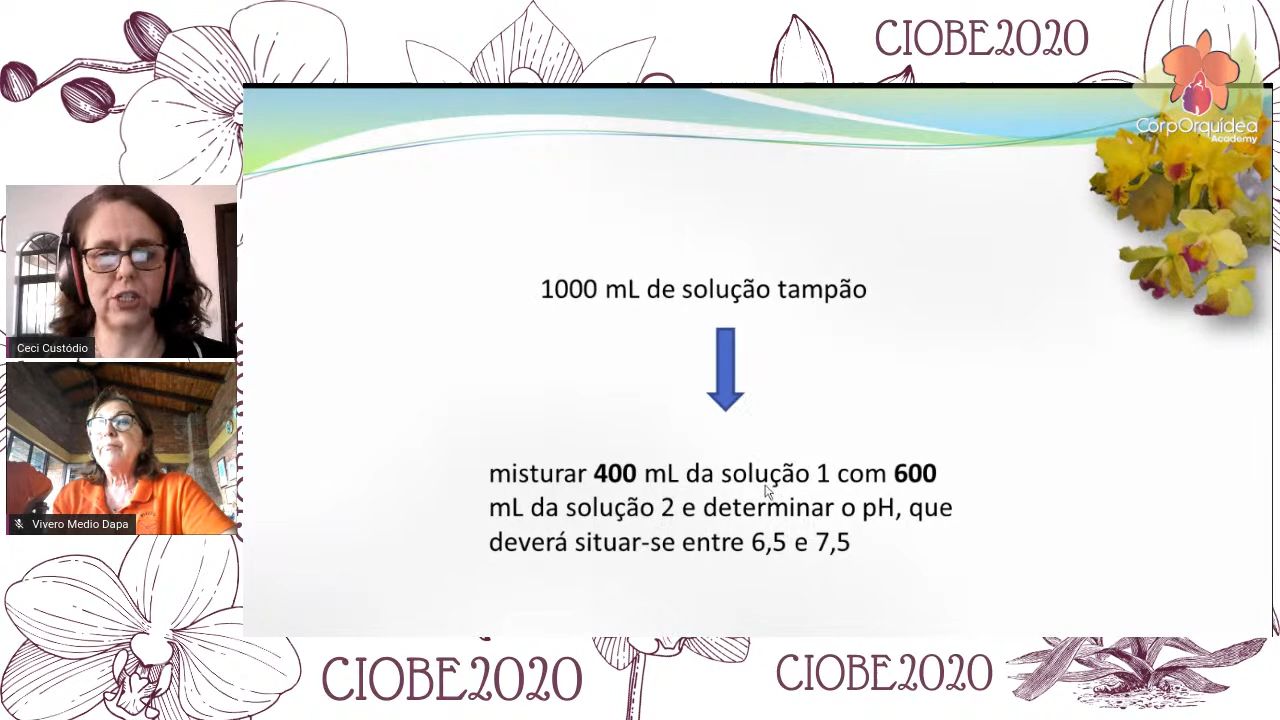 CIOBE2020
CorpOrquídea
Academy
1000 mL de solução tampão
misturar 400 mL da solução 1 com 600
mL da solução 2 e determinar o pH, que
deverá situar-se entre 6,5 e 7,5
Ceci Custódio
Vivero Medio Dapa
CIOBE2020
CIOBE2020